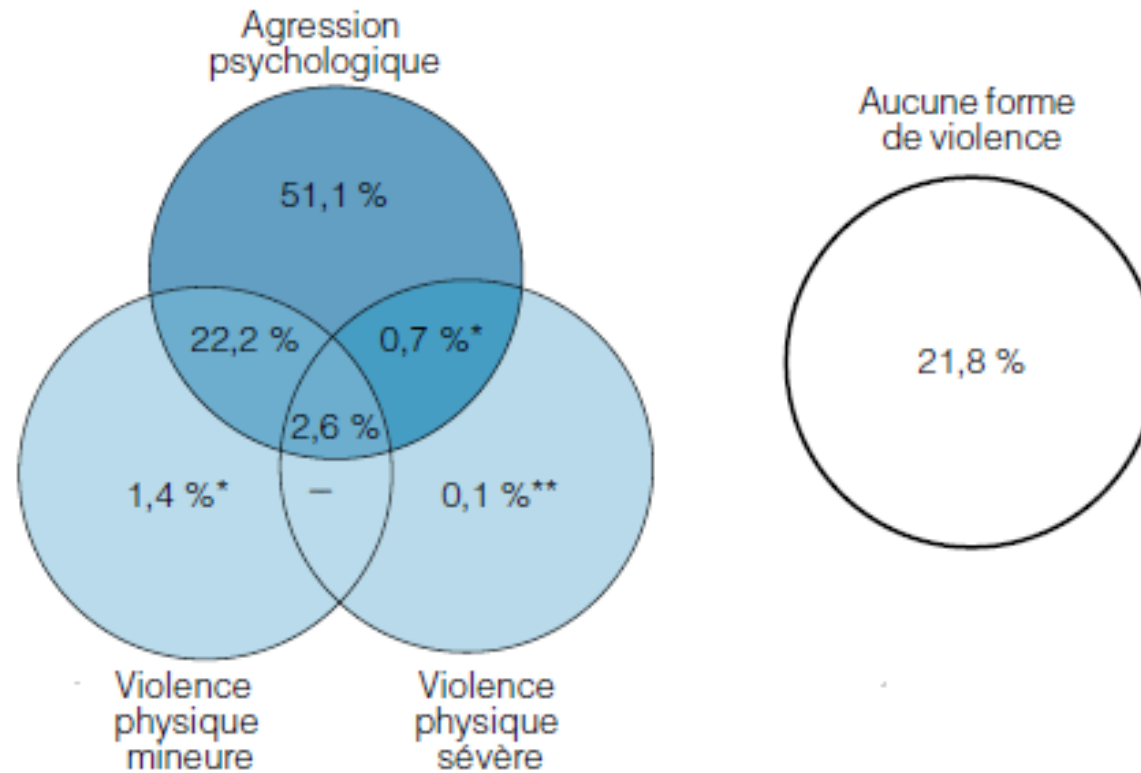 Agression
psychologique
Aucune forme
de violence
51,1 %
22,2 %
0,7 %*
21,8 %
2,6 %
1,4 %*
–
0,1 %**
Violence
physique
mineure
Violence
physique
sévère